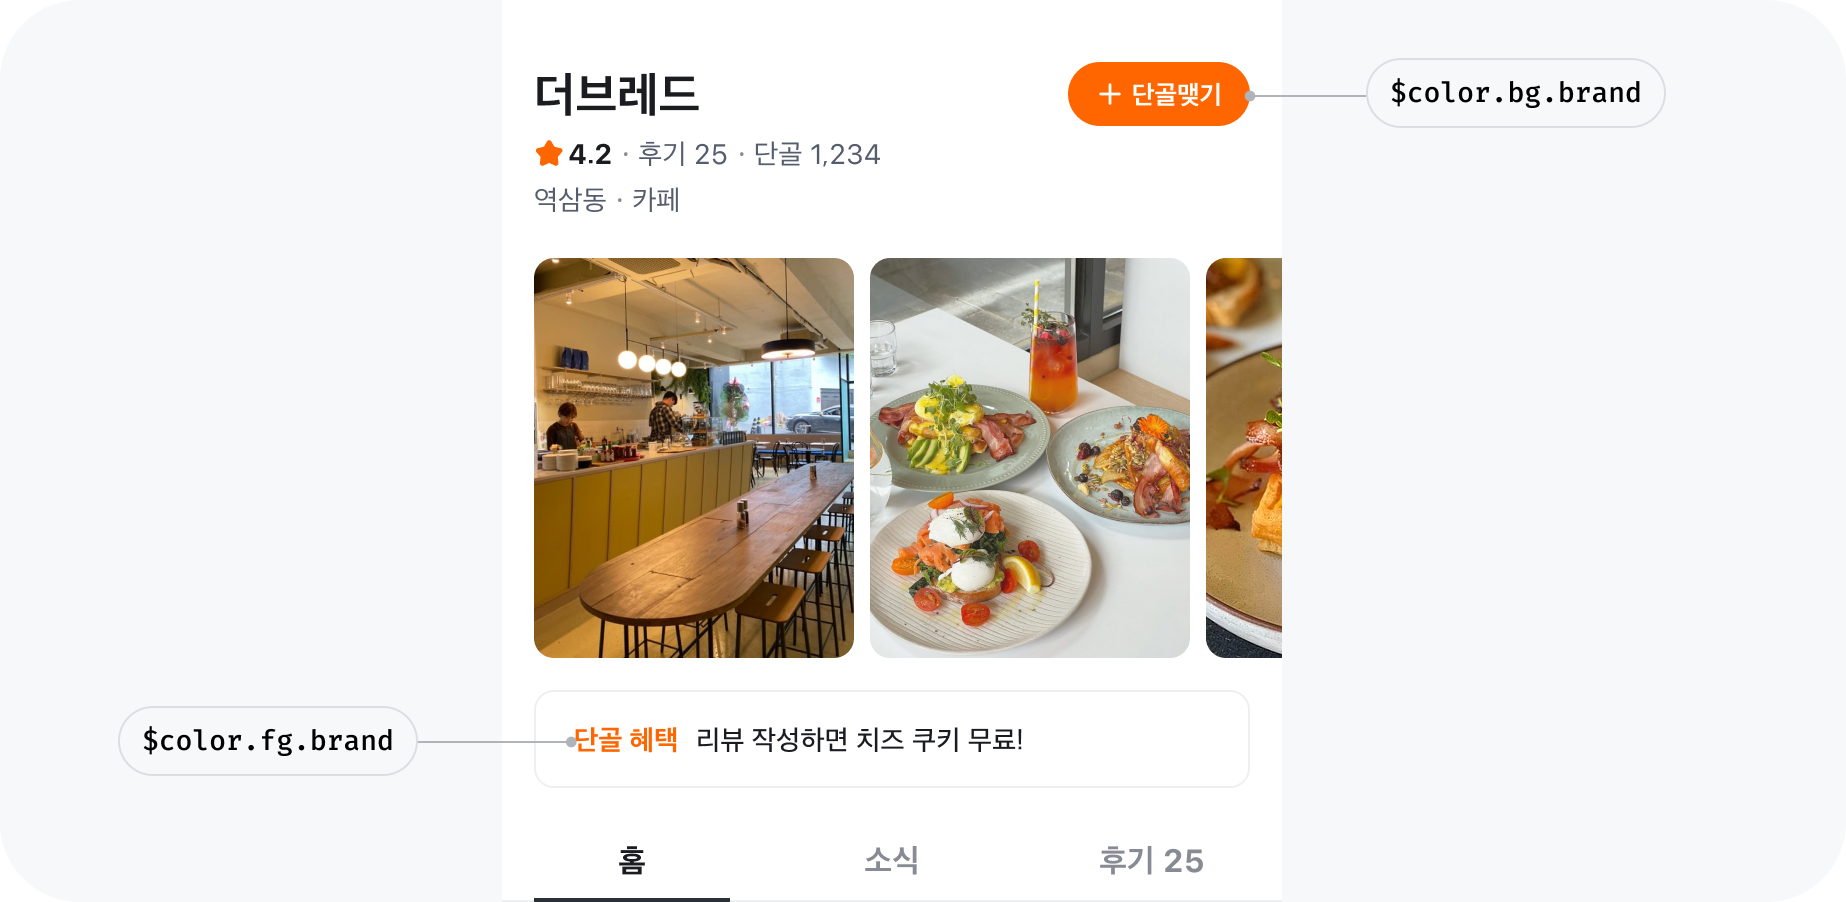 더브레드
+ 단골맺기
$color.bg.brand
4.2 · 후기 25 · 단골 1,234
역삼동 · 카페
$color.fg.brand
단골 혜택 리뷰 작성하면 치즈 쿠키 무료!
홈 소식 후기 25